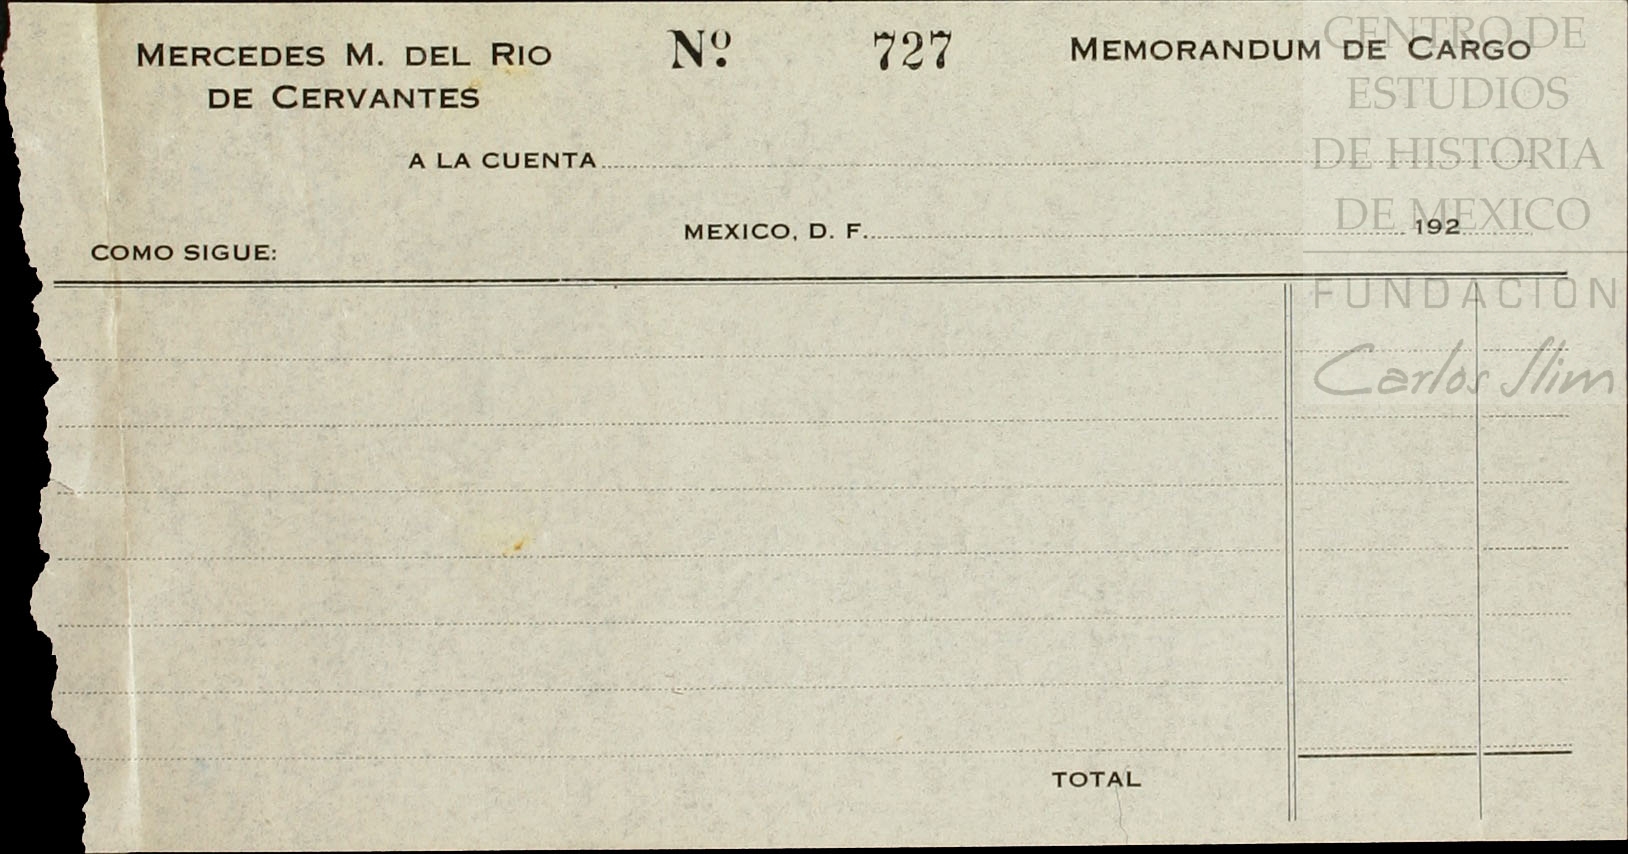 MERCEDES M. DEL RIO
DE CERVANTES
Nº 727
MEMORANDUM DE CARGO
A LA CUENTA
MEXICO, D. F. 192
COMO SIGUE:
TOTAL
CENTRO DE
ESTUDIOS
DE HISTORIA
DE MEXICO
FUNDACIÓN
Carlos Slim